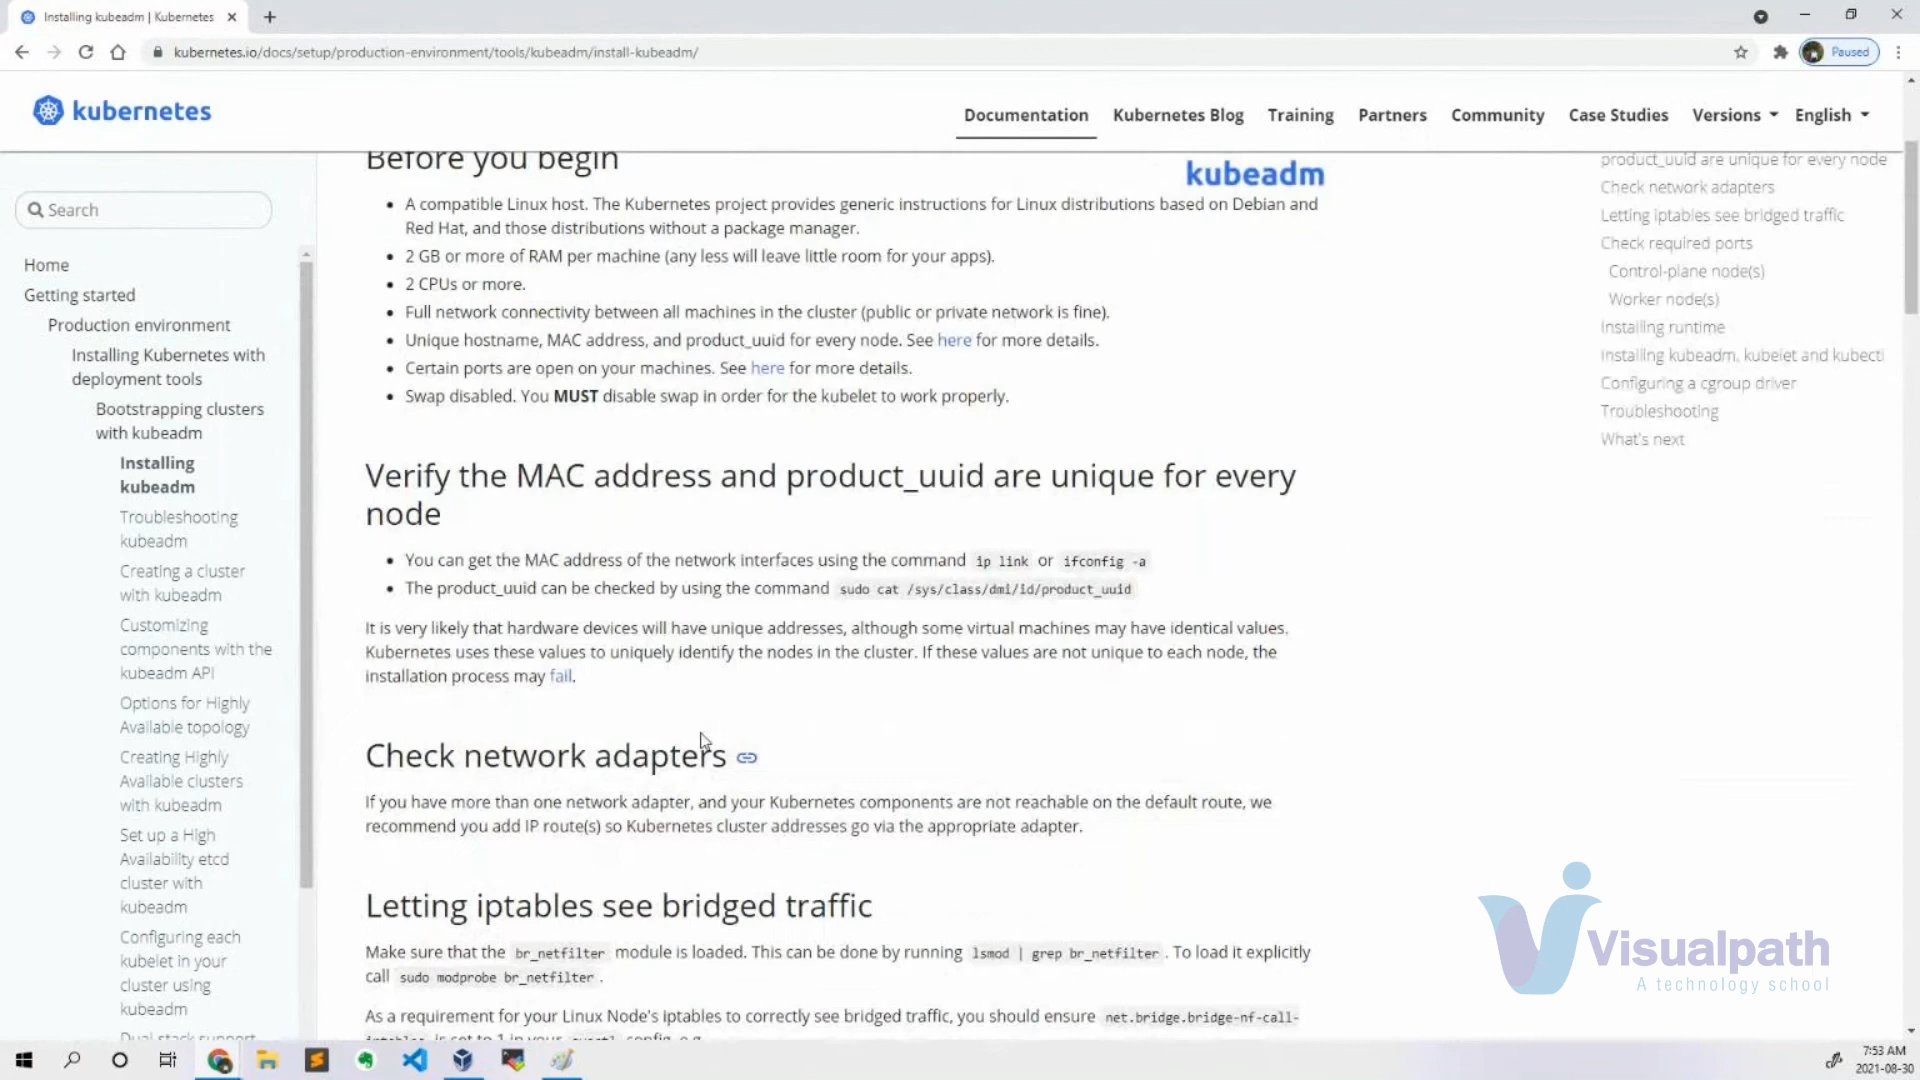 Installing kubeadm | Kubernetes
kubernetes.io/docs/setup/production-environment/tools/kubeadm/install-kubeadm/
Paused
kubernetes
Documentation
Kubernetes Blog
Training
Partners
Community
Case Studies
Versions
English
Search
Home
Getting started
Production environment
Installing Kubernetes with
deployment tools
Bootstrapping clusters
with kubeadm
Installing
kubeadm
Troubleshooting
kubeadm
Creating a cluster
with kubeadm
Customizing
components with the
kubeadm API
Options for Highly
Available topology
Creating Highly
Available clusters
with kubeadm
Set up a High
Availability etcd
cluster with
kubeadm
Configuring each
kubelet in your
cluster using
kubeadm
Dual-stack support
Before you begin
kubeadm
A compatible Linux host. The Kubernetes project provides generic instructions for Linux distributions based on Debian and
Red Hat, and those distributions without a package manager.
2 GB or more of RAM per machine (any less will leave little room for your apps).
2 CPUs or more.
Full network connectivity between all machines in the cluster (public or private network is fine).
Unique hostname, MAC address, and product_uuid for every node. See here for more details.
Certain ports are open on your machines. See here for more details.
Swap disabled. You MUST disable swap in order for the kubelet to work properly.
Verify the MAC address and product_uuid are unique for every
node
You can get the MAC address of the network interfaces using the command ip link or ifconfig -a
The product_uuid can be checked by using the command sudo cat /sys/class/dmi/id/product_uuid
It is very likely that hardware devices will have unique addresses, although some virtual machines may have identical values.
Kubernetes uses these values to uniquely identify the nodes in the cluster. If these values are not unique to each node, the
installation process may fail.
Check network adapters
If you have more than one network adapter, and your Kubernetes components are not reachable on the default route, we
recommend you add IP route(s) so Kubernetes cluster addresses go via the appropriate adapter.
Letting iptables see bridged traffic
Make sure that the br_netfilter module is loaded. This can be done by running lsmod | grep br_netfilter . To load it explicitly
call sudo modprobe br_netfilter .
As a requirement for your Linux Node's iptables to correctly see bridged traffic, you should ensure net.bridge.bridge-nf-call-
iptables is set to 1 in your sysctl config, e.g.
product_uuid are unique for every node
Check network adapters
Letting iptables see bridged traffic
Check required ports
Control-plane node(s)
Worker node(s)
Installing runtime
Installing kubeadm, kubelet and kubectl
Configuring a cgroup driver
Troubleshooting
What's next
Visualpath
A technology school
7:53 AM
2021-08-30